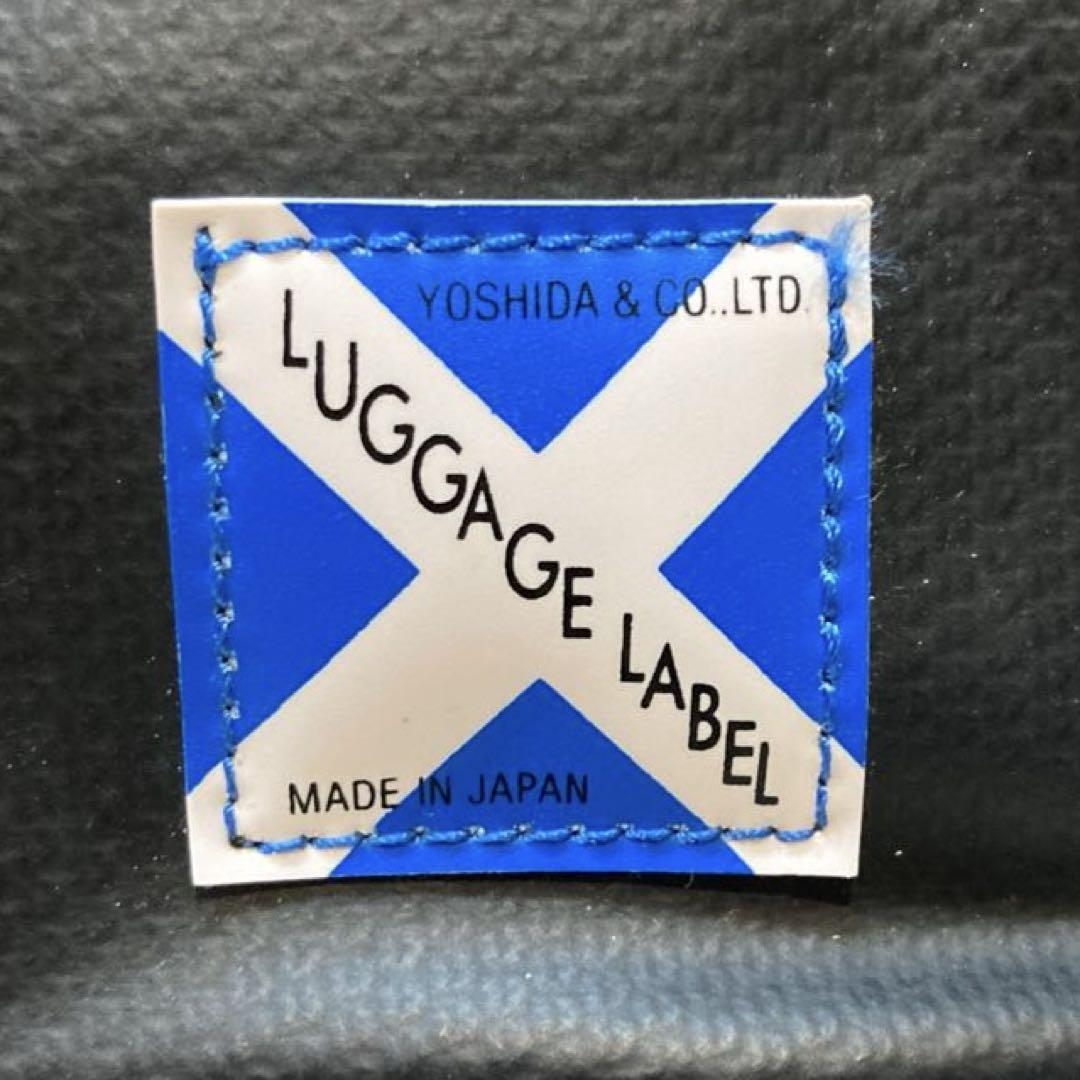 YOSHIDA & CO.,LTD.
LUGGAGE LABEL
MADE IN JAPAN